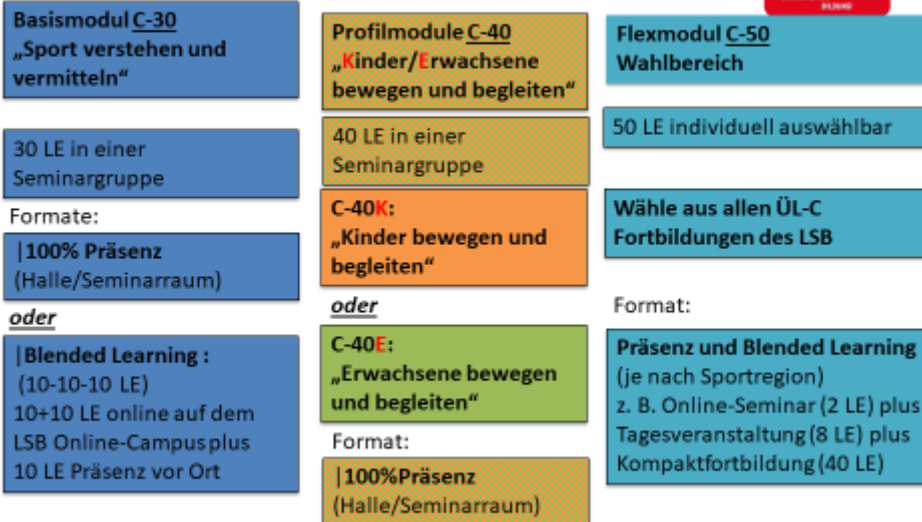 Basismodul C-30
„Sport verstehen und
vermitteln“
30 LE in einer
Seminargruppe
Formate:
|100% Präsenz
(Halle/Seminarraum)
oder
|Blended Learning :
(10-10-10 LE)
10+10 LE online auf dem
LSB Online-Campus plus
10 LE Präsenz vor Ort
Profilmodule C-40
„Kinder/Erwachsene
bewegen und begleiten“
40 LE in einer
Seminargruppe
C-40K:
„Kinder bewegen und
begleiten“
oder
C-40E:
„Erwachsene bewegen
und begleiten“
Format:
|100%Präsenz
(Halle/Seminarraum)
BILDUNG
Flexmodul C-50
Wahlbereich
50 LE individuell auswählbar
Wähle aus allen ÜL-C
Fortbildungen des LSB
Format:
Präsenz und Blended Learning
(je nach Sportregion)
z. B. Online-Seminar (2 LE) plus
Tagesveranstaltung (8 LE) plus
Kompaktfortbildung (40 LE)